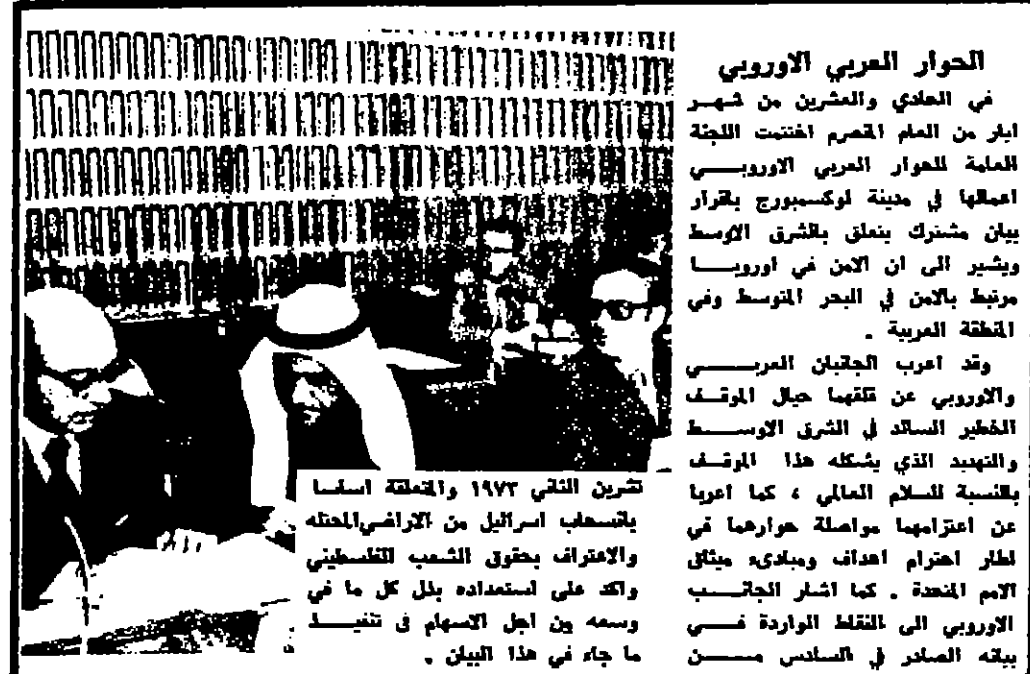 الحوار العربي الاوروبي
في الحادي والعشرين من شهر
ايار من العام المنصرم اختتمت اللجنة
العامة للحوار العربي الاوروبي
اعمالها في مدينة لوكسمبورج باقرار
بيان مشترك يتعلق بالشرق الاوسط
ويشير الى ان الامن في اوروبا
مرتبط بالامن في البحر المتوسط وفي
المنطقة العربية .
وقد اعرب الجانبان العربي
والاوروبي عن قلقهما حيال الموقف
الخطير السائد في الشرق الاوسط
والتهديد الذي يشكله هذا الموقف
بالنسبة للسلام العالمي ، كما اعربا
عن اعتزامهما مواصلة حوارهما في
اطار احترام اهداف ومبادىء ميثاق
الامم المتحدة . كما اشار الجانب
الاوروبي الى النقاط الواردة في
بيانه الصادر في السادس من
تشرين الثاني ١٩٧٣ والمتعلقة اساسا
بانسحاب اسرائيل من الاراضي المحتله
والاعتراف بحقوق الشعب الفلسطيني
واكد على استعداده بذل كل ما في
وسعه من اجل الاسهام في تنفيذ
ما جاء في هذا البيان .